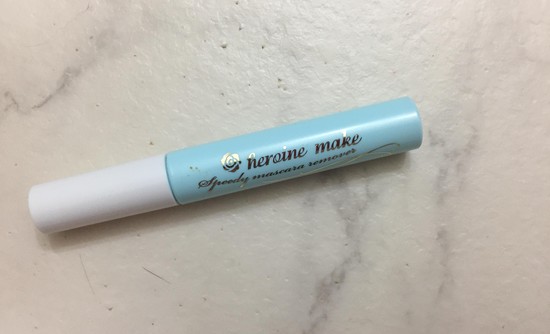 heroine make
Speedy mascara remover